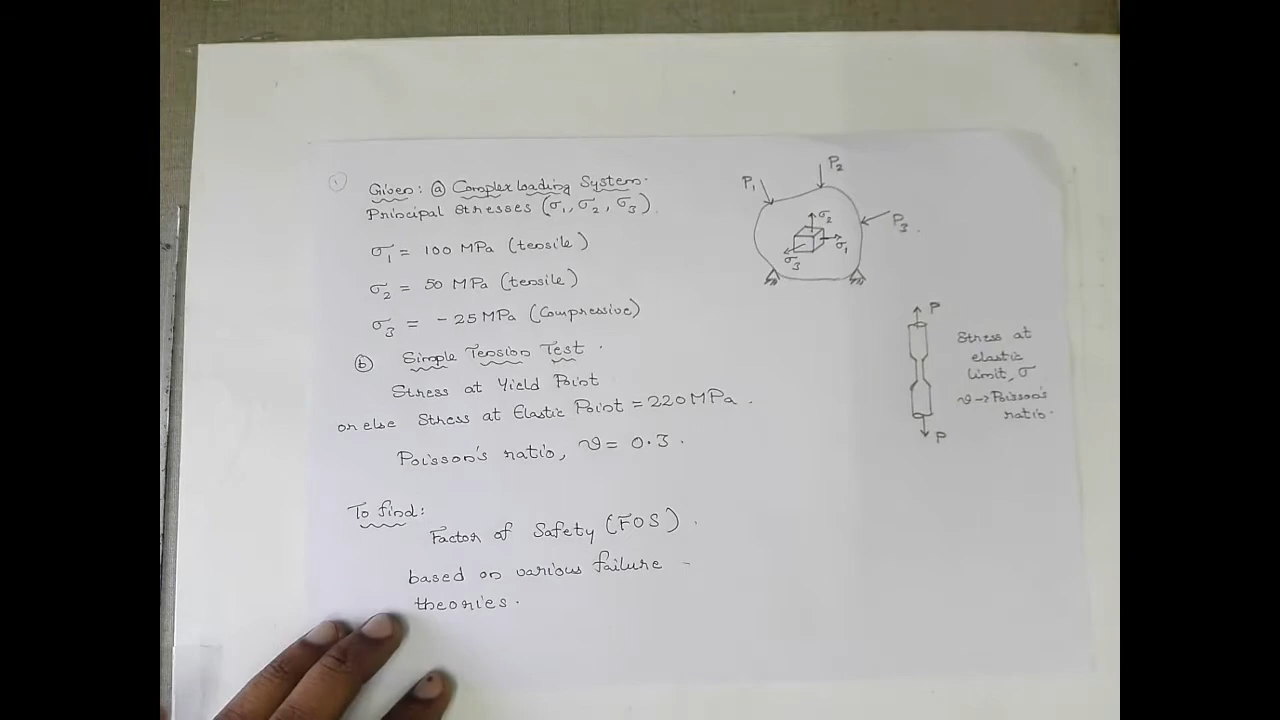 1
Given: ⓐ Complex loading System.
Principal Stresses (σ1, σ2, σ3).
σ1 = 100 MPa (tensile)
σ2 = 50 MPa (tensile)
σ3 = - 25 MPa (Compressive)
ⓑ Simple Tension Test.
Stress at Yield Point
or else Stress at Elastic Point = 220 MPa.
Poisson's ratio, ϑ = 0.3.
To find:
Factor of Safety (FOS).
based on various failure -
theories.
P1
P2
P3.
σ2
σ1
σ3
P
Stress at
elastic
limit, σ
ϑ → Poisson's
ratio.
P